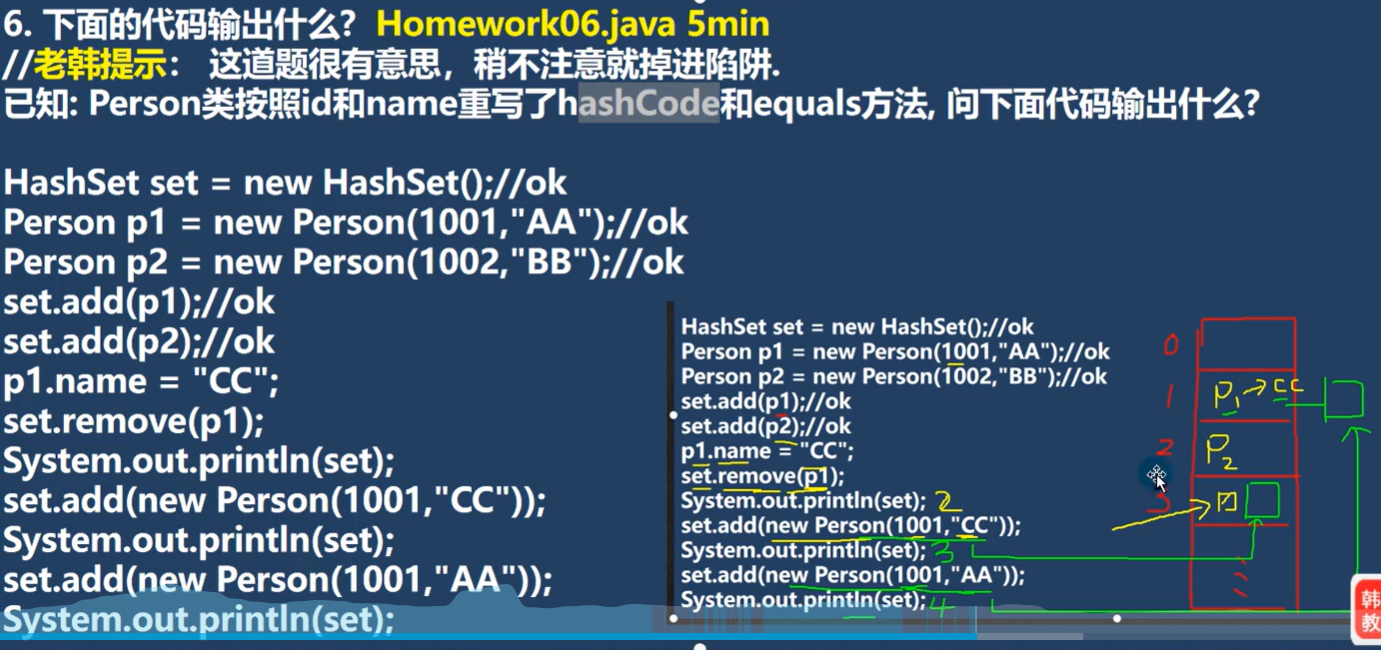 6. 下面的代码输出什么? Homework06.java 5min
//老韩提示： 这道题很有意思，稍不注意就掉进陷阱.
已知: Person类按照id和name重写了hashCode和equals方法, 问下面代码输出什么?
HashSet set = new HashSet();//ok
Person p1 = new Person(1001,"AA");//ok
Person p2 = new Person(1002,"BB");//ok
set.add(p1);//ok
set.add(p2);//ok
p1.name = "CC";
set.remove(p1);
System.out.println(set);
set.add(new Person(1001,"CC"));
System.out.println(set);
set.add(new Person(1001,"AA"));
System.out.println(set);
HashSet set = new HashSet();//ok
Person p1 = new Person(1001,"AA");//ok
Person p2 = new Person(1002,"BB");//ok
set.add(p1);//ok
set.add(p2);//ok
p1.name = "CC";
set.remove(p1);
System.out.println(set); 2
set.add(new Person(1001,"CC"));
System.out.println(set); 3
set.add(new Person(1001,"AA"));
System.out.println(set); 4
0
1 P1→CC
2 P2
3
韩
教